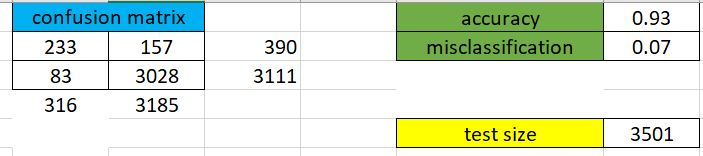 confusion matrix accuracy 0.93
233 157 390 misclassification 0.07
83 3028 3111
316 3185
test size 3501